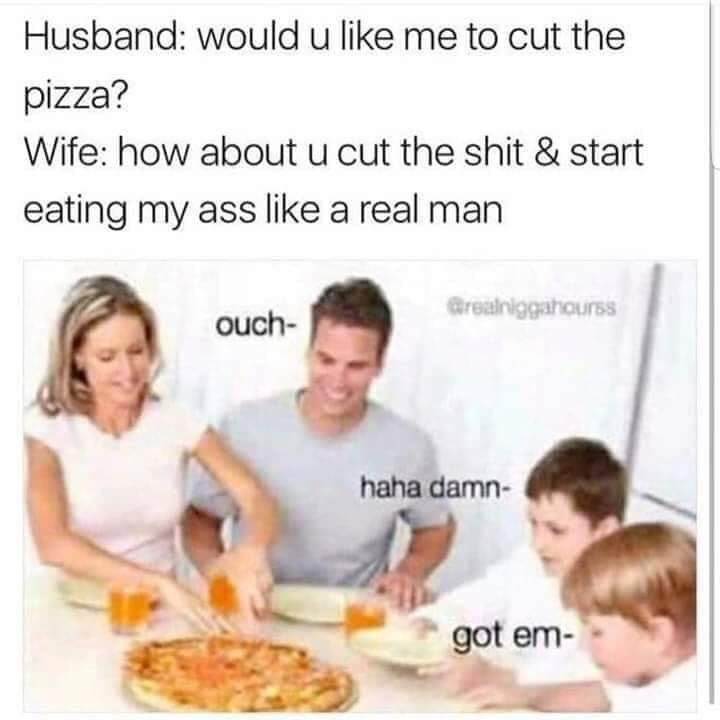 Husband: would u like me to cut the
pizza?
Wife: how about u cut the shit & start
eating my ass like a real man
@realniggahourss
ouch-
haha damn-
got em-